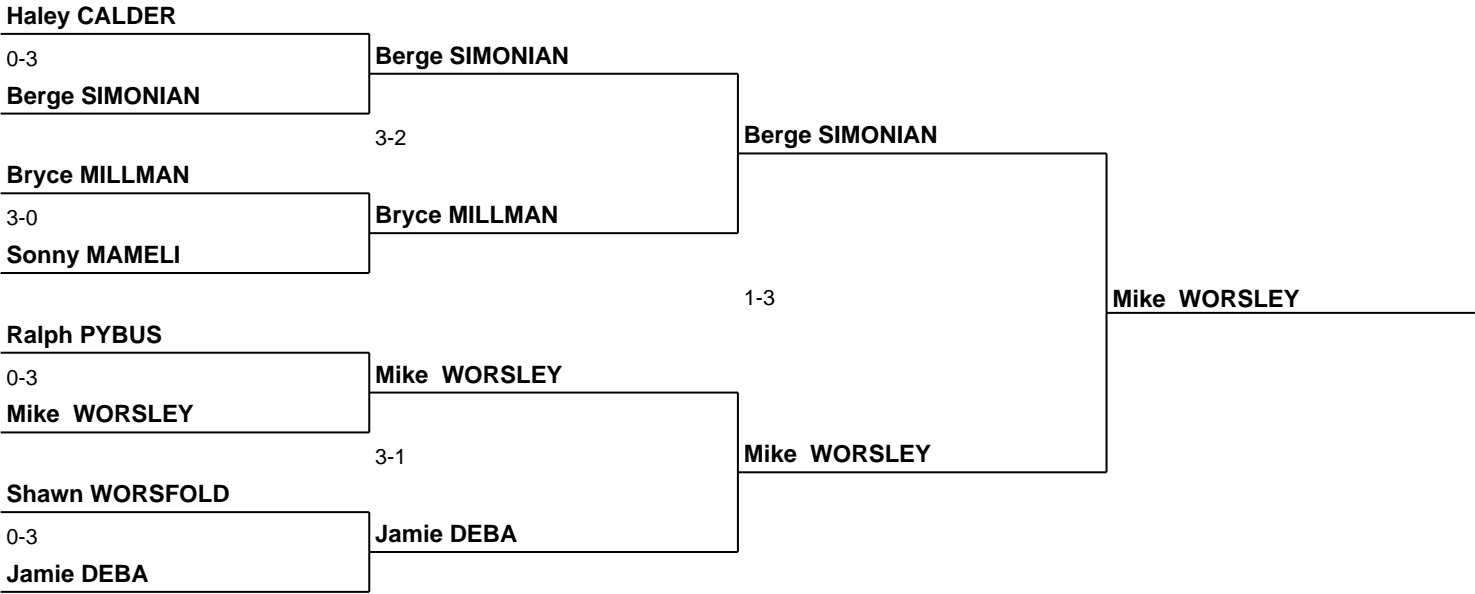 Haley CALDER
0-3
Berge SIMONIAN
Berge SIMONIAN
3-2
Berge SIMONIAN
Bryce MILLMAN
3-0
Bryce MILLMAN
Sonny MAMELI
1-3
Mike  WORSLEY
Ralph PYBUS
0-3
Mike  WORSLEY
Mike  WORSLEY
3-1
Mike  WORSLEY
Shawn WORSFOLD
0-3
Jamie DEBA
Jamie DEBA